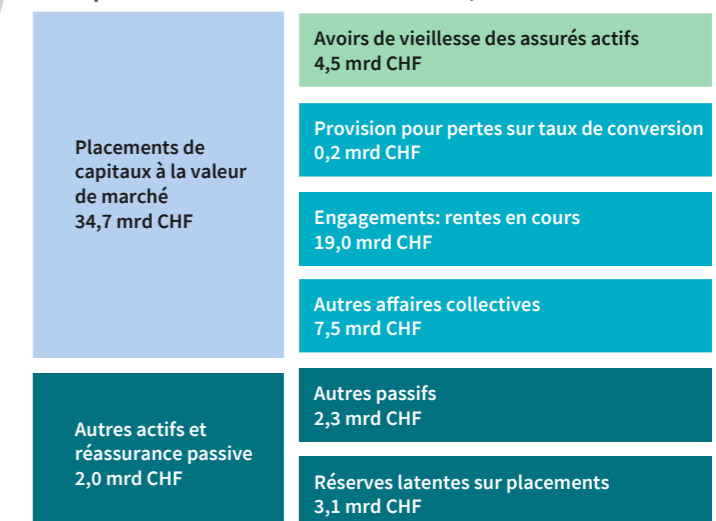 Placements de
capitaux à la valeur
de marché
34,7 mrd CHF
Autres actifs et
réassurance passive
2,0 mrd CHF
Avoirs de vieillesse des assurés actifs
4,5 mrd CHF
Provision pour pertes sur taux de conversion
0,2 mrd CHF
Engagements: rentes en cours
19,0 mrd CHF
Autres affaires collectives
7,5 mrd CHF
Autres passifs
2,3 mrd CHF
Réserves latentes sur placements
3,1 mrd CHF